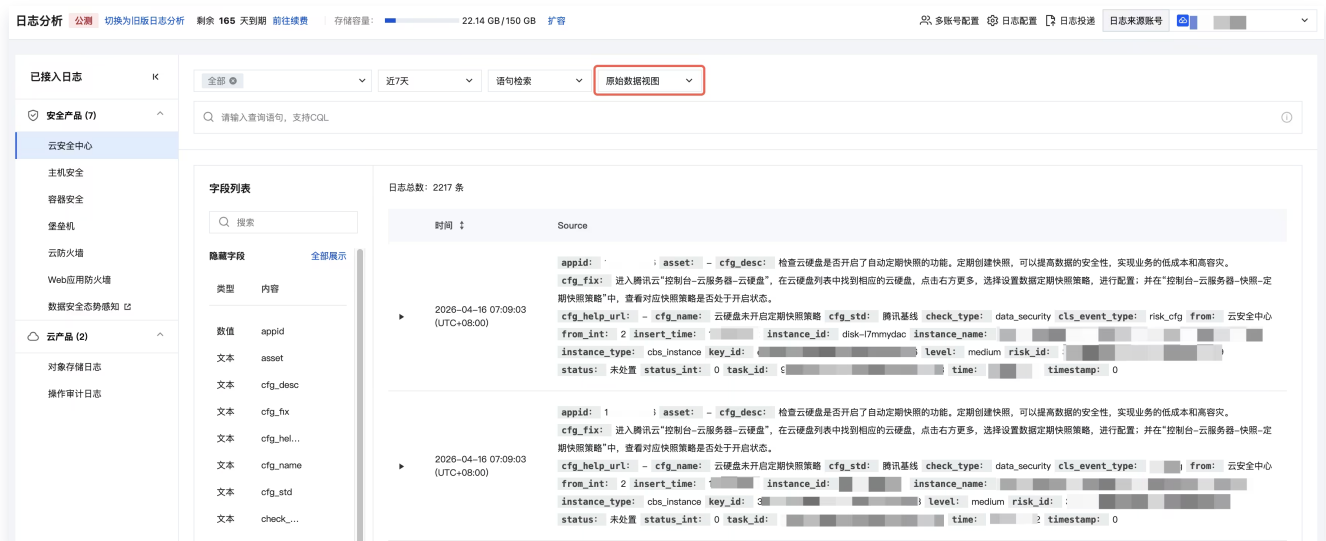 日志分析 公测 切换为旧版日志分析 剩余 165 天到期 前往续费 存储容量： 22.14 GB/150 GB 扩容 多账号配置 日志配置 日志投递 日志来源账号
已接入日志
安全产品 (7)
云安全中心
主机安全
容器安全
堡垒机
云防火墙
Web应用防火墙
数据安全态势感知
云产品 (2)
对象存储日志
操作审计日志
全部 近7天 语句检索 原始数据视图
请输入查询语句，支持CQL
字段列表
搜索
隐藏字段 全部展示
类型 内容
数值 appid
文本 asset
文本 cfg_desc
文本 cfg_fix
文本 cfg_hel...
文本 cfg_name
文本 cfg_std
文本 check_...
日志总数：2217 条
时间 Source
2026-04-16 07:09:03
(UTC+08:00)
appid: asset: – cfg_desc: 检查云硬盘是否开启了自动定期快照的功能。定期创建快照，可以提高数据的安全性，实现业务的低成本和高容灾。
cfg_fix: 进入腾讯云“控制台–云服务器–云硬盘”，在云硬盘列表中找到相应的云硬盘，点击右方更多，选择设置数据定期快照策略，进行配置；并在“控制台–云服务器–快照–定
期快照策略”中，查看对应快照策略是否处于开启状态。
cfg_help_url: – cfg_name: 云硬盘未开启定期快照策略 cfg_std: 腾讯基线 check_type: data_security cls_event_type: risk_cfg from: 云安全中心
from_int: 2 insert_time: instance_id: disk–l7mmydac instance_name:
instance_type: cbs_instance key_id: level: medium risk_id:
status: 未处置 status_int: 0 task_id: 9 time: timestamp: 0
2026-04-16 07:09:03
(UTC+08:00)
appid: 1 asset: – cfg_desc: 检查云硬盘是否开启了自动定期快照的功能。定期创建快照，可以提高数据的安全性，实现业务的低成本和高容灾。
cfg_fix: 进入腾讯云“控制台–云服务器–云硬盘”，在云硬盘列表中找到相应的云硬盘，点击右方更多，选择设置数据定期快照策略，进行配置；并在“控制台–云服务器–快照–定
期快照策略”中，查看对应快照策略是否处于开启状态。
cfg_help_url: – cfg_name: 云硬盘未开启定期快照策略 cfg_std: 腾讯基线 check_type: data_security cls_event_type: from: 云安全中心
from_int: 2 insert_time: instance_id: instance_name:
instance_type: cbs_instance key_id: 3 level: medium risk_id:
status: 未处置 status_int: 0 task_id: time: 2 timestamp: 0